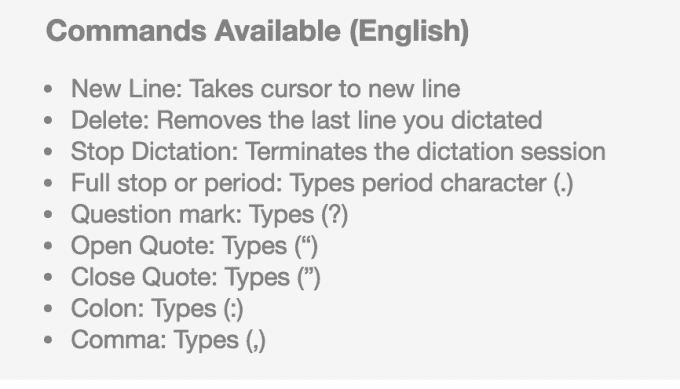 Commands Available (English)
• New Line: Takes cursor to new line
• Delete: Removes the last line you dictated
• Stop Dictation: Terminates the dictation session
• Full stop or period: Types period character (.)
• Question mark: Types (?)
• Open Quote: Types (“)
• Close Quote: Types (”)
• Colon: Types (:)
• Comma: Types (,)